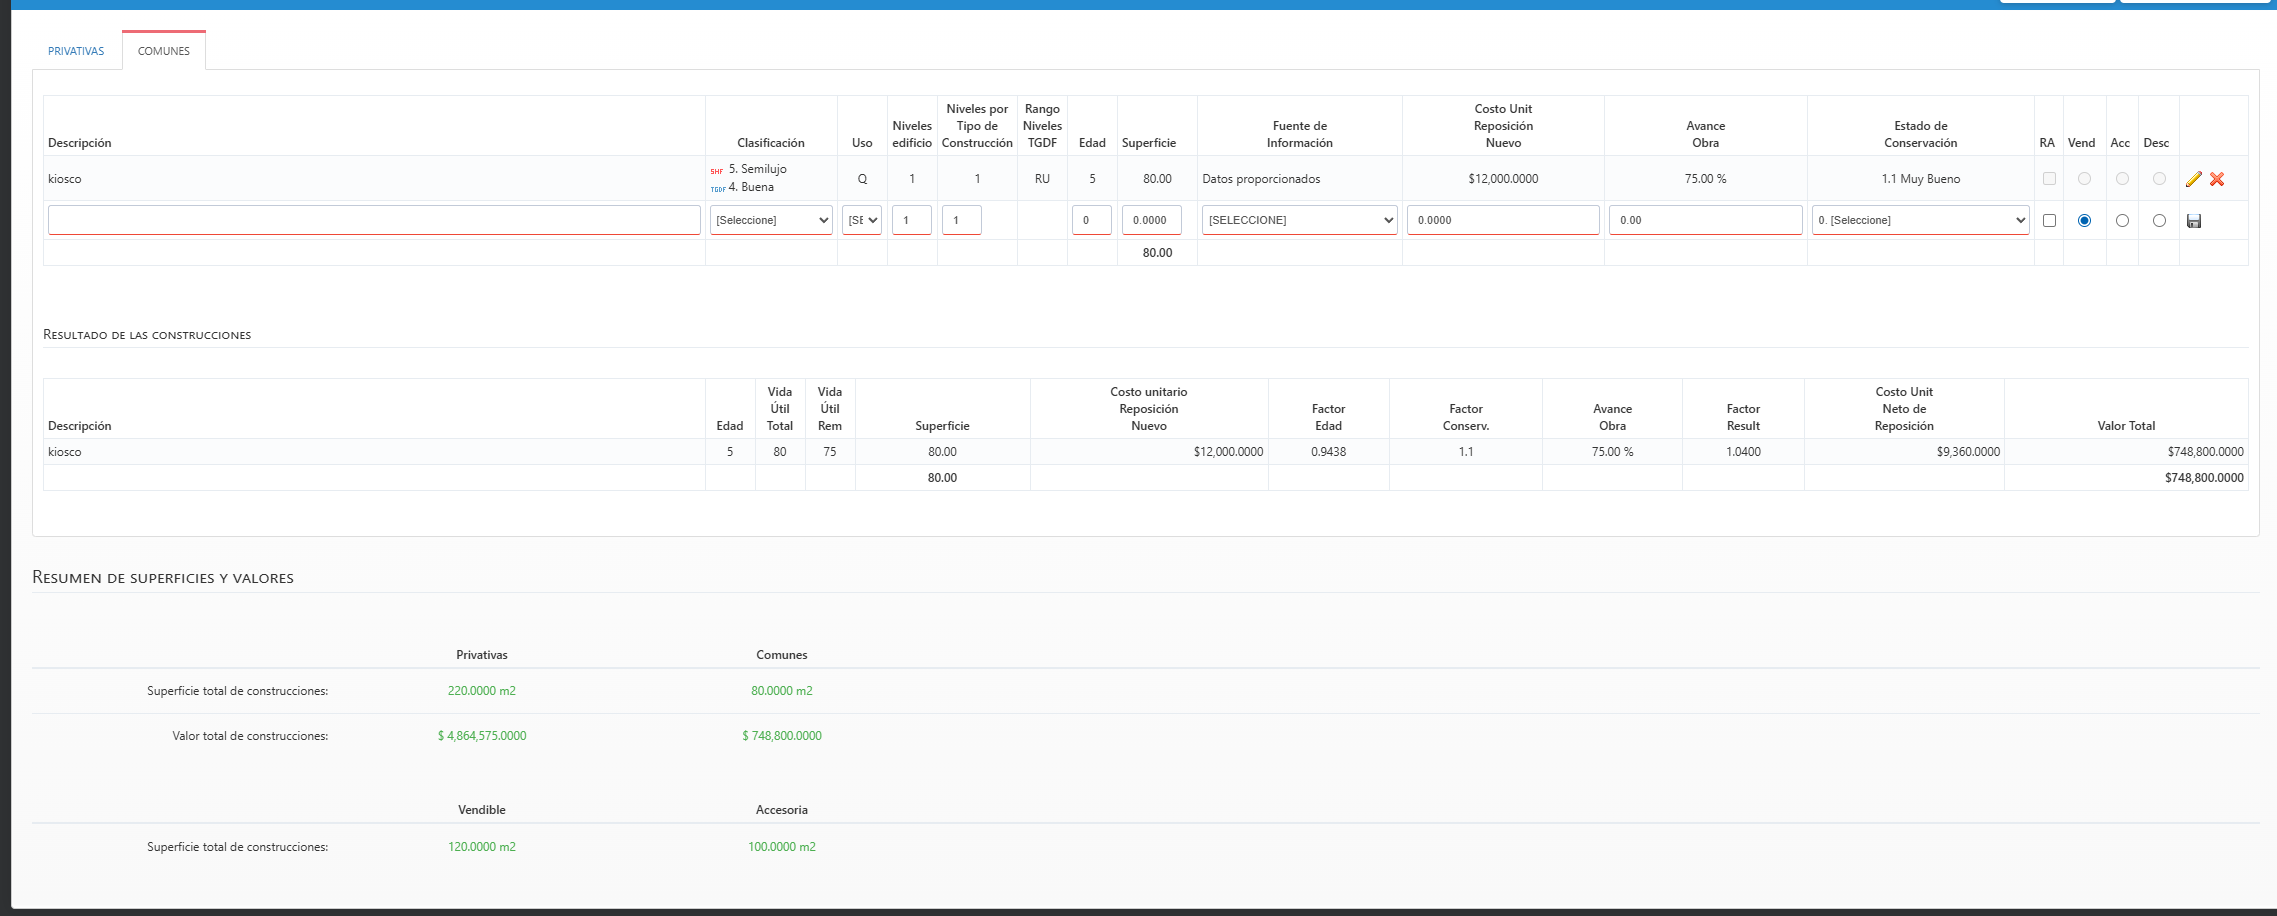 PRIVATIVAS
COMUNES
Descripción Clasificación Uso Niveles edificio Niveles por Tipo de Construcción Rango Niveles TGDF Edad Superficie Fuente de Información Costo Unit Reposición Nuevo Avance Obra Estado de Conservación RA Vend Acc Desc
kiosco SHF 5. Semilujo TGDF 4. Buena Q 1 1 RU 5 80.00 Datos proporcionados $12,000.0000 75.00 % 1.1 Muy Bueno
[Seleccione] [SE 1 1 0 0.0000 [SELECCIONE] 0.0000 0.00 0. [Seleccione]
80.00
Resultado de las construcciones
Descripción Edad Vida Útil Total Vida Útil Rem Superficie Costo unitario Reposición Nuevo Factor Edad Factor Conserv. Avance Obra Factor Result Costo Unit Neto de Reposición Valor Total
kiosco 5 80 75 80.00 $12,000.0000 0.9438 1.1 75.00 % 1.0400 $9,360.0000 $748,800.0000
80.00 $748,800.0000
Resumen de superficies y valores
Privativas Comunes
Superficie total de construcciones: 220.0000 m2 80.0000 m2
Valor total de construcciones: $ 4,864,575.0000 $ 748,800.0000
Vendible Accesoria
Superficie total de construcciones: 120.0000 m2 100.0000 m2